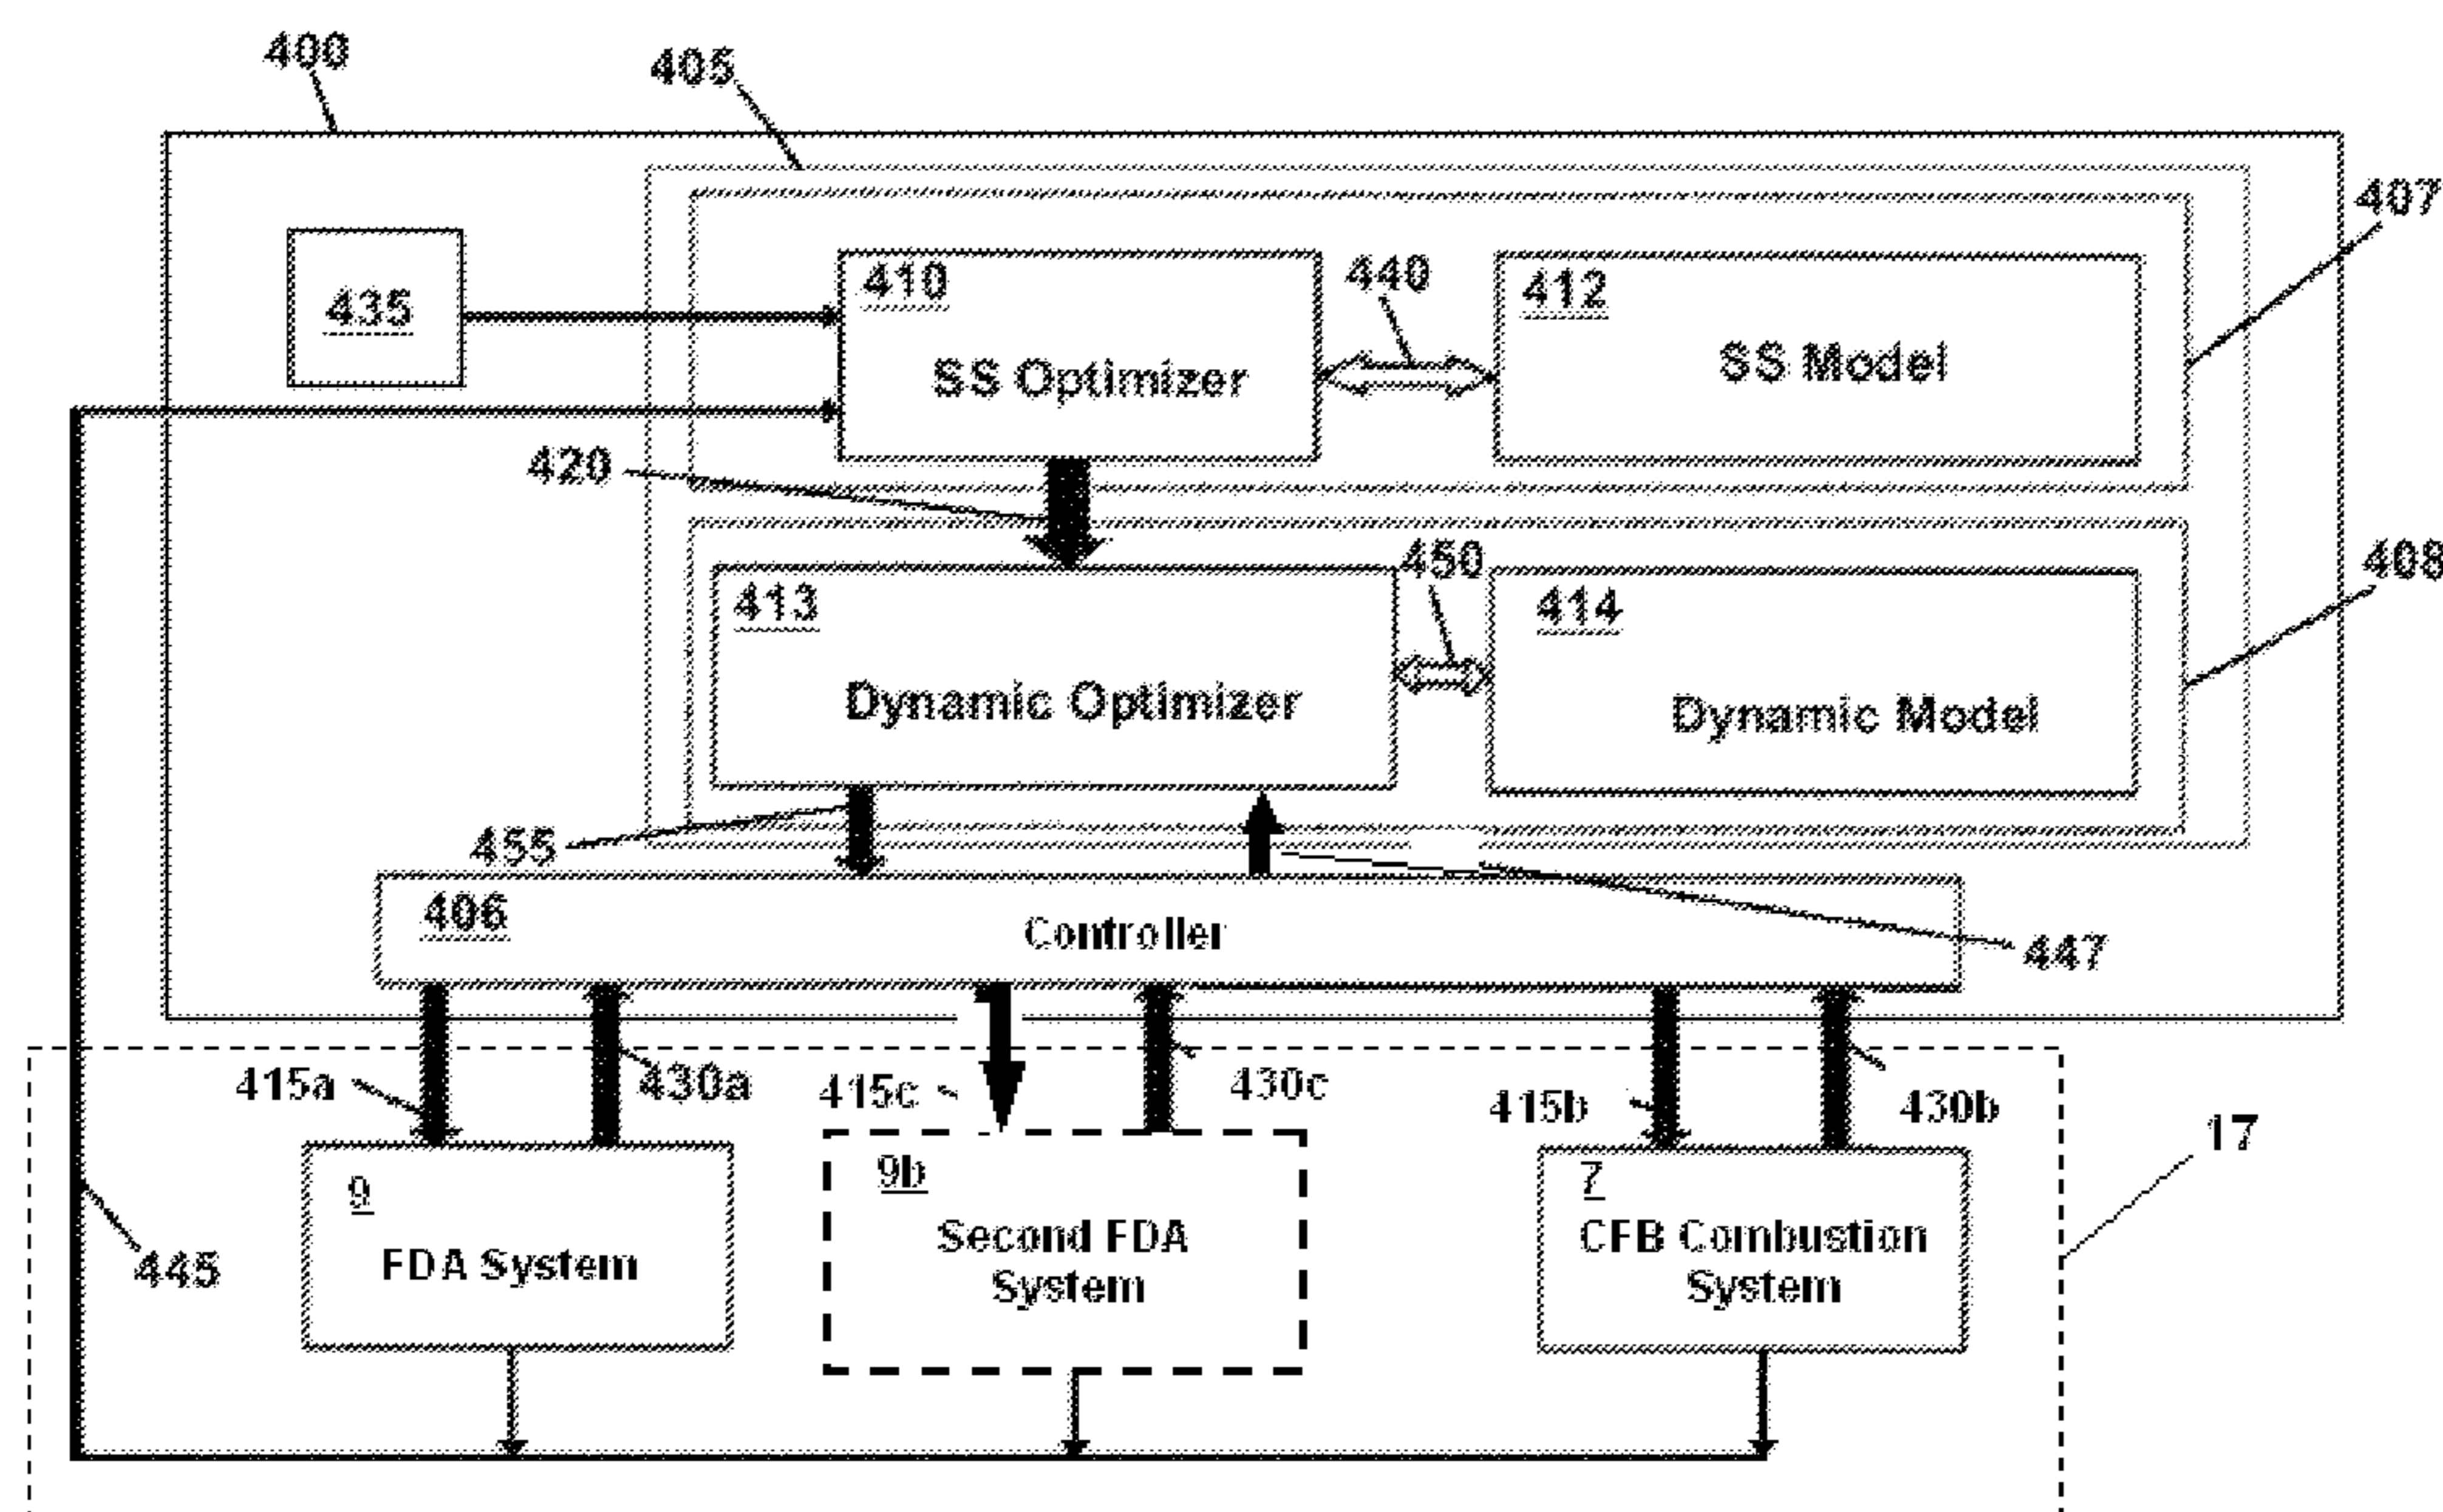 400
405
407
435
410
SS Optimizer
440
412
SS Model
420
408
413
Dynamic Optimizer
450
414
Dynamic Model
455
406
Controller
447
415a
430a
415c
430c
415b
430b
17
9
FDA System
9b
Second FDA
System
7
CFB Combustion
System
445